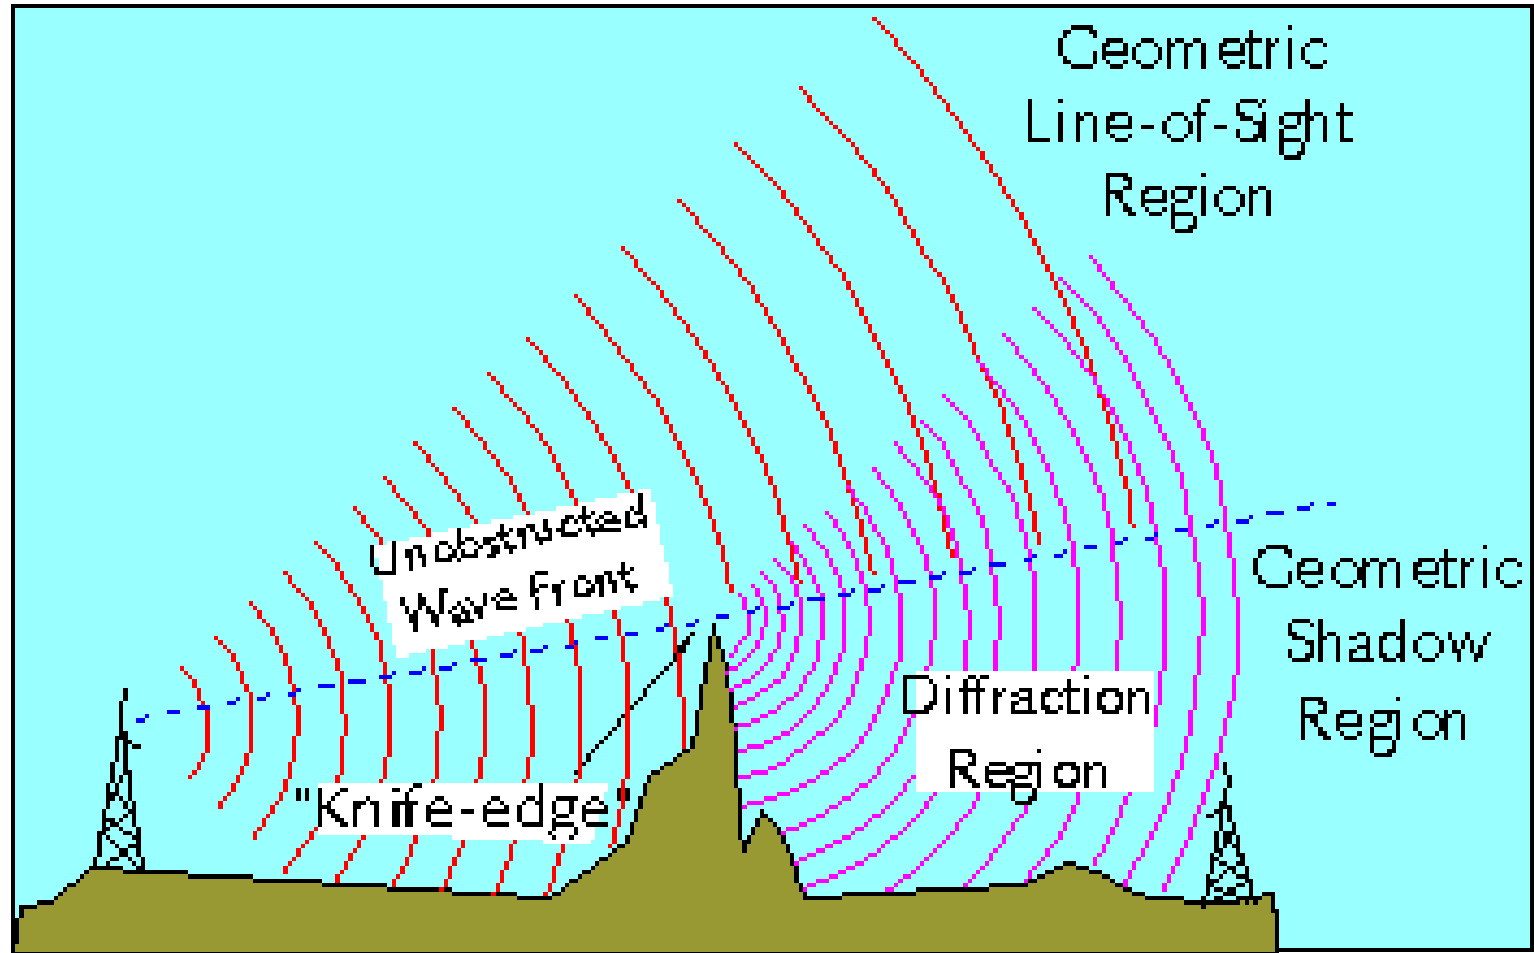 Geometric
Line-of-Sight
Region
Unobstructed
Wave front
Geometric
Shadow
Region
Diffraction
Region
"Knife-edge"